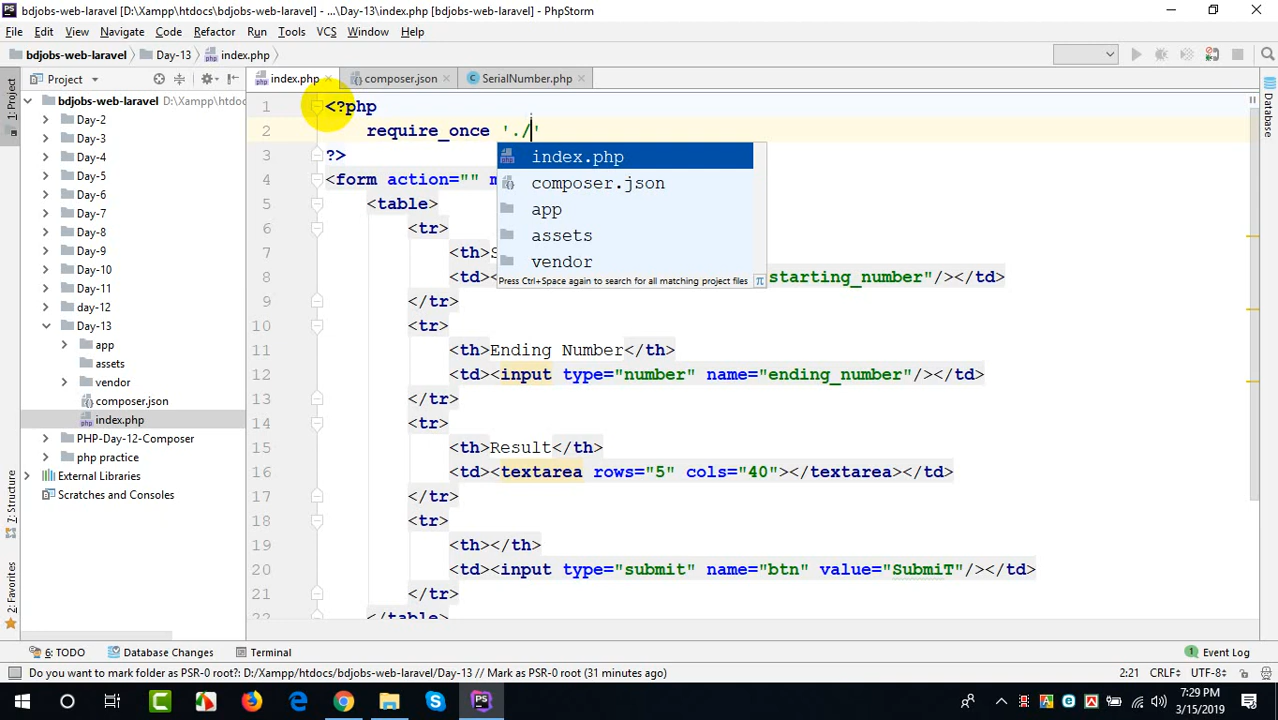 bdjobs-web-laravel [D:\Xampp\htdocs\bdjobs-web-laravel] - ...\Day-13\index.php [bdjobs-web-laravel] - PhpStorm
File Edit View Navigate Code Refactor Run Tools VCS Window Help
bdjobs-web-laravel Day-13 index.php
Project index.php composer.json SerialNumber.php
1: Project
Database
7: Structure
2: Favorites
bdjobs-web-laravel D:\Xampp\htdoc
Day-2
Day-3
Day-4
Day-5
Day-6
Day-7
Day-8
Day-9
Day-10
Day-11
day-12
Day-13
app
assets
vendor
composer.json
index.php
PHP-Day-12-Composer
php practice
External Libraries
Scratches and Consoles
1 <?php
2 require_once './'
3 ?>
4 <form action="" m
5 <table>
6 <tr>
7 <th>S
8 <td>< starting_number"/></td>
9 </tr>
10 <tr>
11 <th>Ending Number</th>
12 <td><input type="number" name="ending_number"/></td>
13 </tr>
14 <tr>
15 <th>Result</th>
16 <td><textarea rows="5" cols="40"></textarea></td>
17 </tr>
18 <tr>
19 <th></th>
20 <td><input type="submit" name="btn" value="SubmiT"/></td>
21 </tr>
22 </table>
index.php
composer.json
app
assets
vendor
Press Ctrl+Space again to search for all matching project files π
6: TODO Database Changes Terminal Event Log
Do you want to mark folder as PSR-0 root?: D:/Xampp/htdocs/bdjobs-web-laravel/Day-13 // Mark as PSR-0 (31 minutes ago) 2:21 CRLF÷ UTF-8÷
7:29 PM
3/15/2019